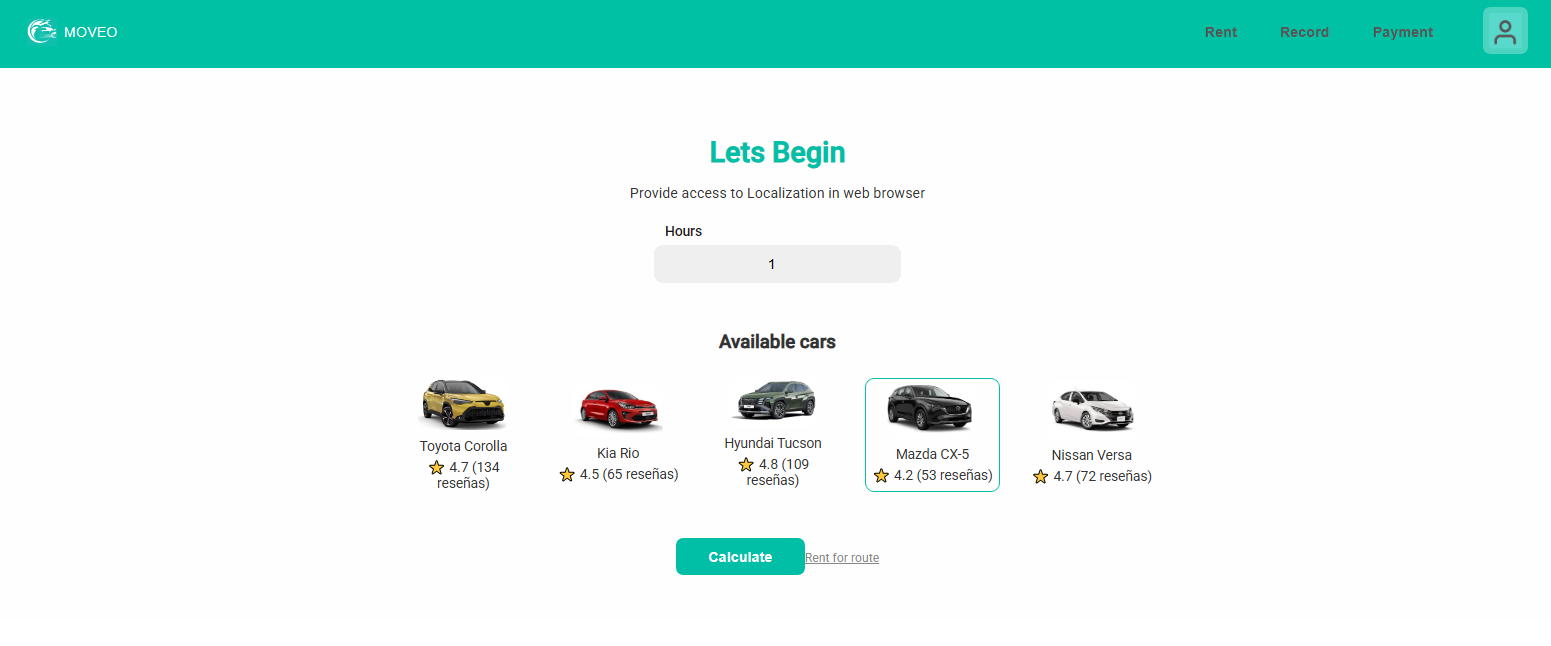 MOVEO
Rent
Record
Payment
Lets Begin
Provide access to Localization in web browser
Hours
1
Available cars
Toyota Corolla
4.7 (134
reseñas)
Kia Rio
4.5 (65 reseñas)
Hyundai Tucson
4.8 (109
reseñas)
Mazda CX-5
4.2 (53 reseñas)
Nissan Versa
4.7 (72 reseñas)
Calculate
Rent for route